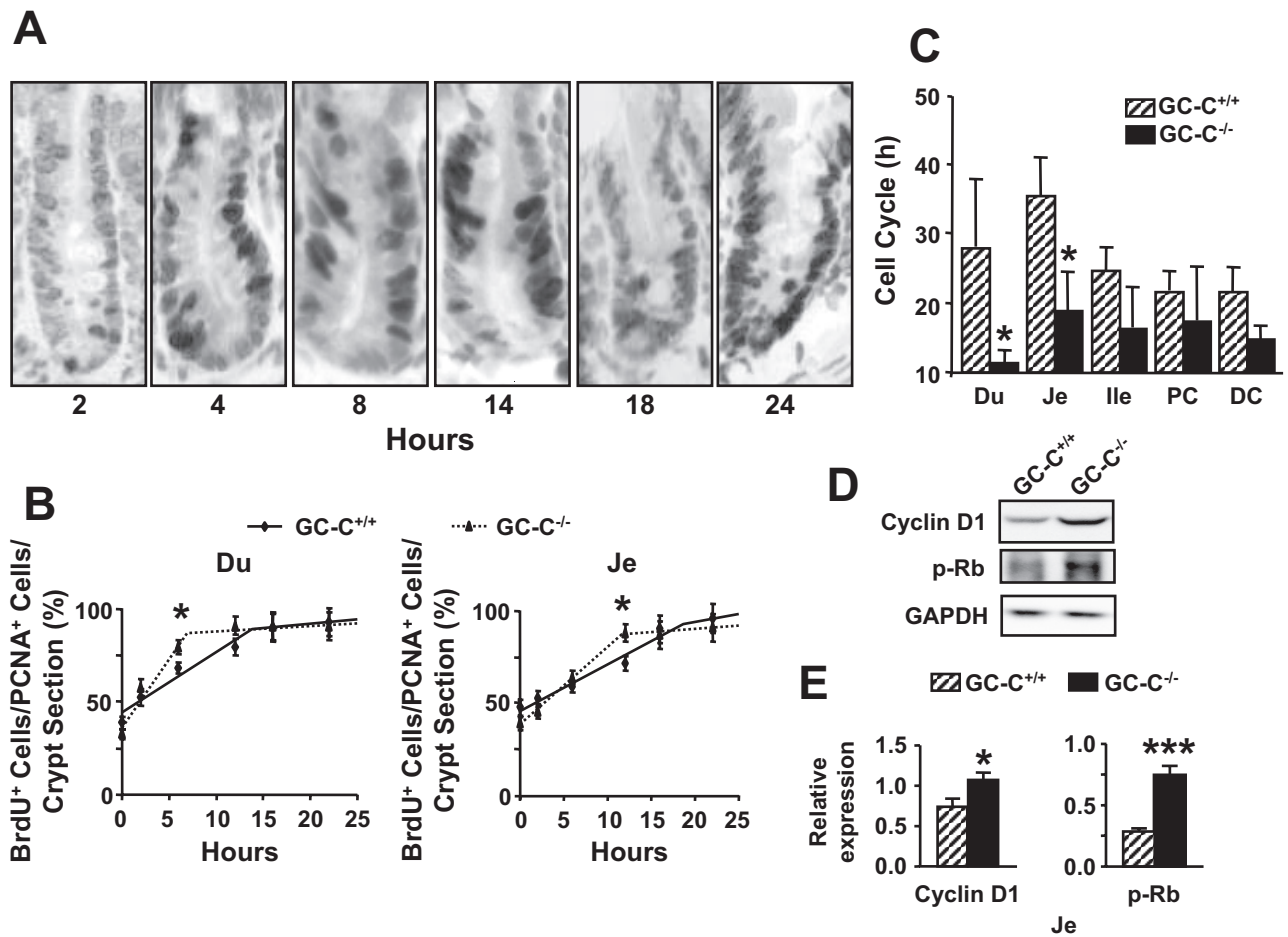 A
2 4 8 14 18 24
Hours
B
GC-C+/+ GC-C-/-
Du
BrdU+ Cells/PCNA+ Cells/
Crypt Section (%)
100
50
0
*
0 5 10 15 20 25
Hours
Je
BrdU+ Cells/PCNA+ Cells/
Crypt Section (%)
100
50
0
*
0 5 10 15 20 25
Hours
C
GC-C+/+
GC-C-/-
Cell Cycle (h)
50
40
30
20
10
*
*
Du Je Ile PC DC
D
GC-C+/+ GC-C-/-
Cyclin D1
p-Rb
GAPDH
E
GC-C+/+ GC-C-/-
Relative
expression
1.5
1.0
0.5
0.0
*
Cyclin D1
1.0
0.5
0.0
***
p-Rb
Je